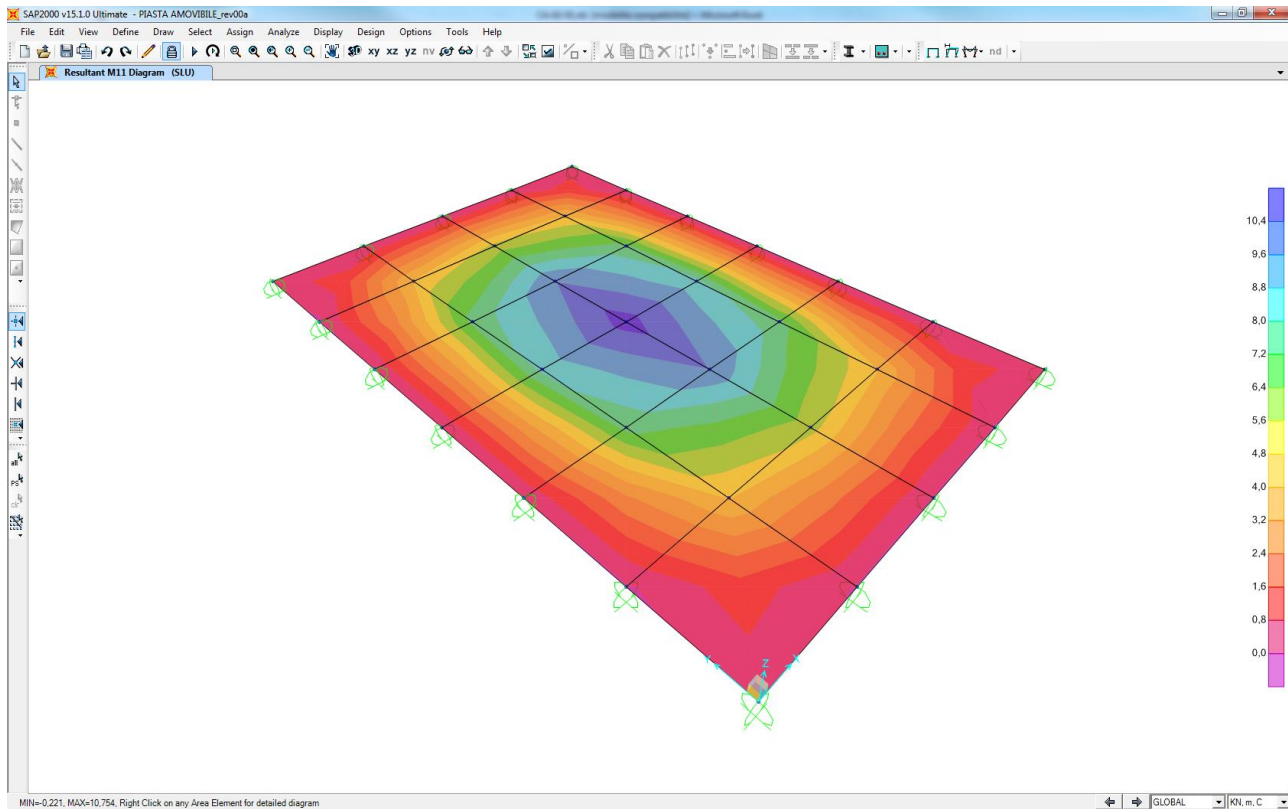 SAP2000 v15.1.0 Ultimate - PIASTA AMOVIBILE_rev00a
File Edit View Define Draw Select Assign Analyze Display Design Options Tools Help
xy xz yz nv
nd
Resultant M11 Diagram (SLU)
all
PS
clr
10,4
9,6
8,8
8,0
7,2
6,4
5,6
4,8
4,0
3,2
2,4
1,6
0,8
0,0
Y Z X
MIN=-0,221, MAX=10,754, Right Click on any Area Element for detailed diagram
GLOBAL
KN, m, C